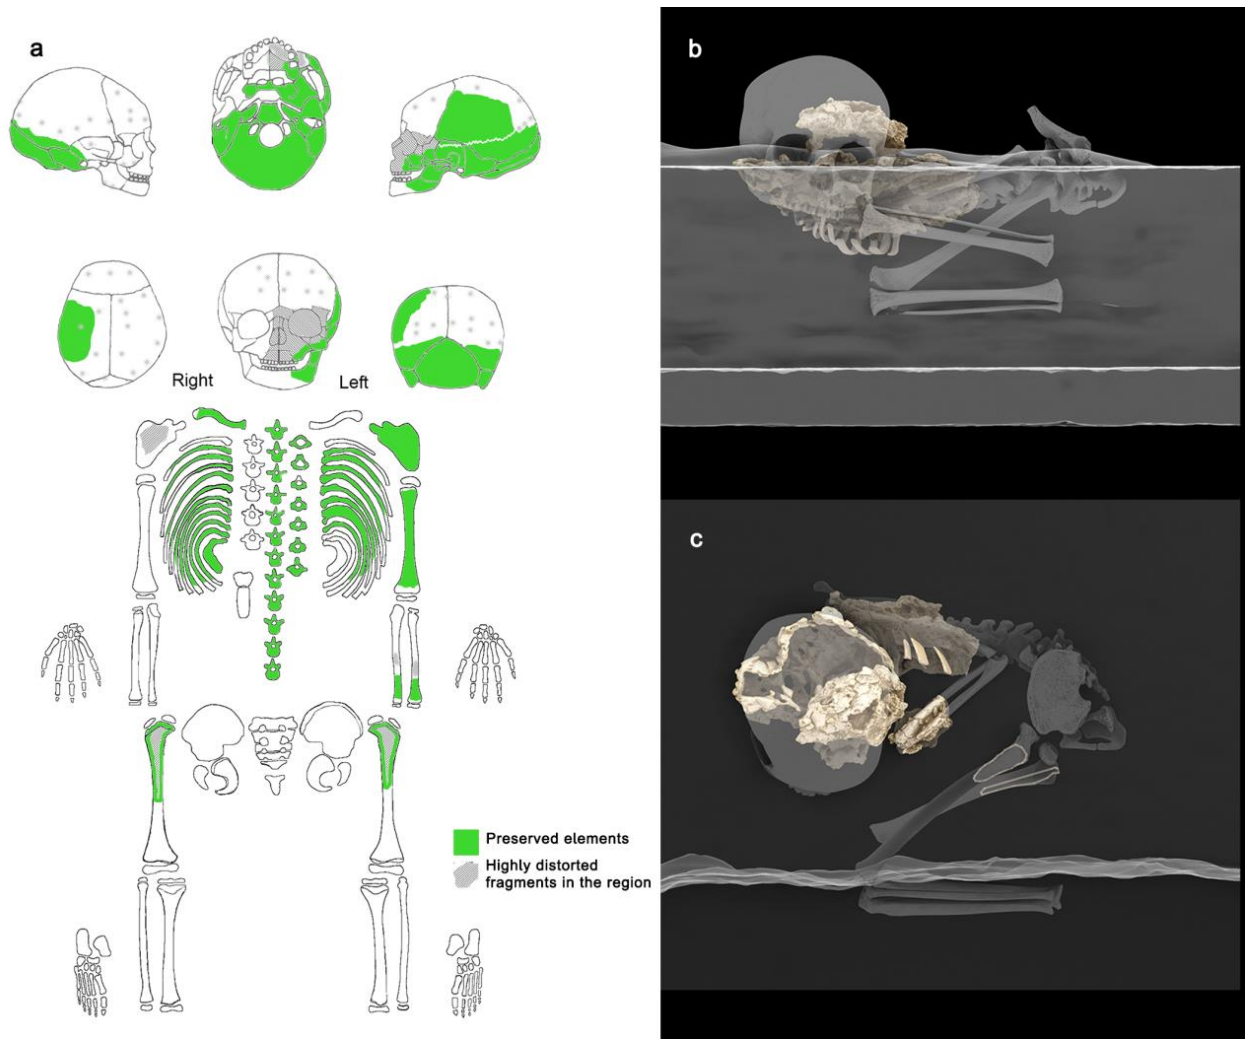 a
b
Right
Left
Preserved elements
Highly distorted
fragments in the region
c